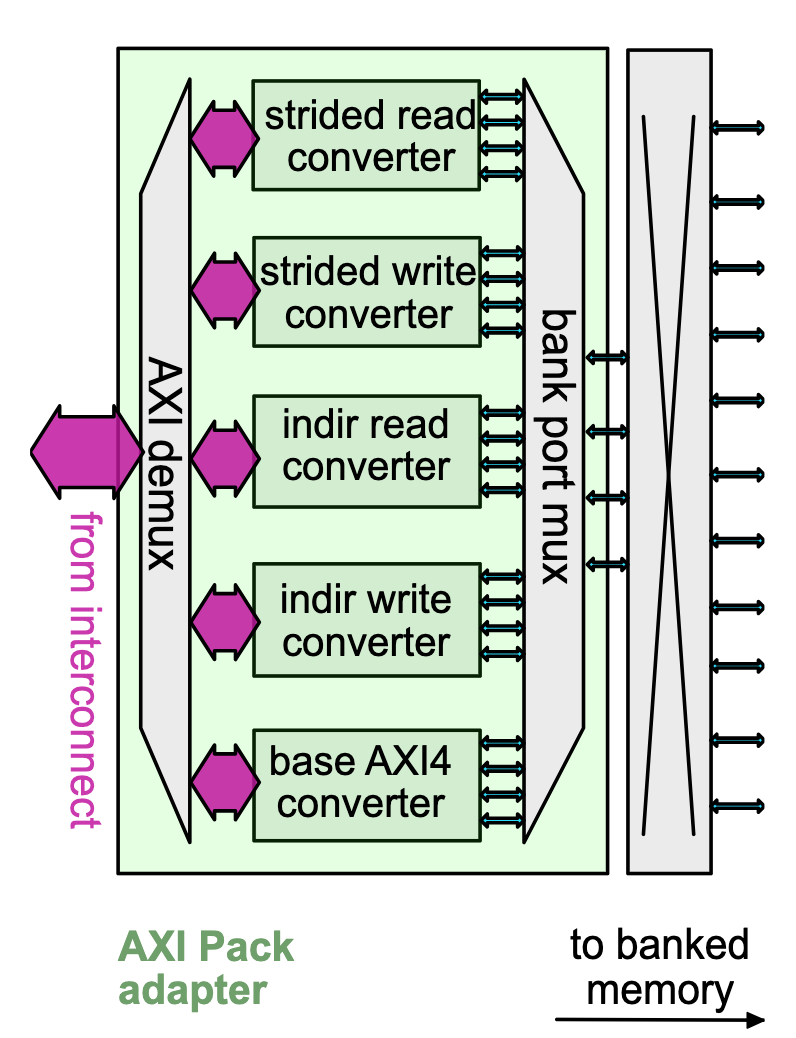 strided read
converter
strided write
converter
indir read
converter
indir write
converter
base AXI4
converter
AXI demux
bank port mux
from interconnect
AXI Pack
adapter
to banked
memory